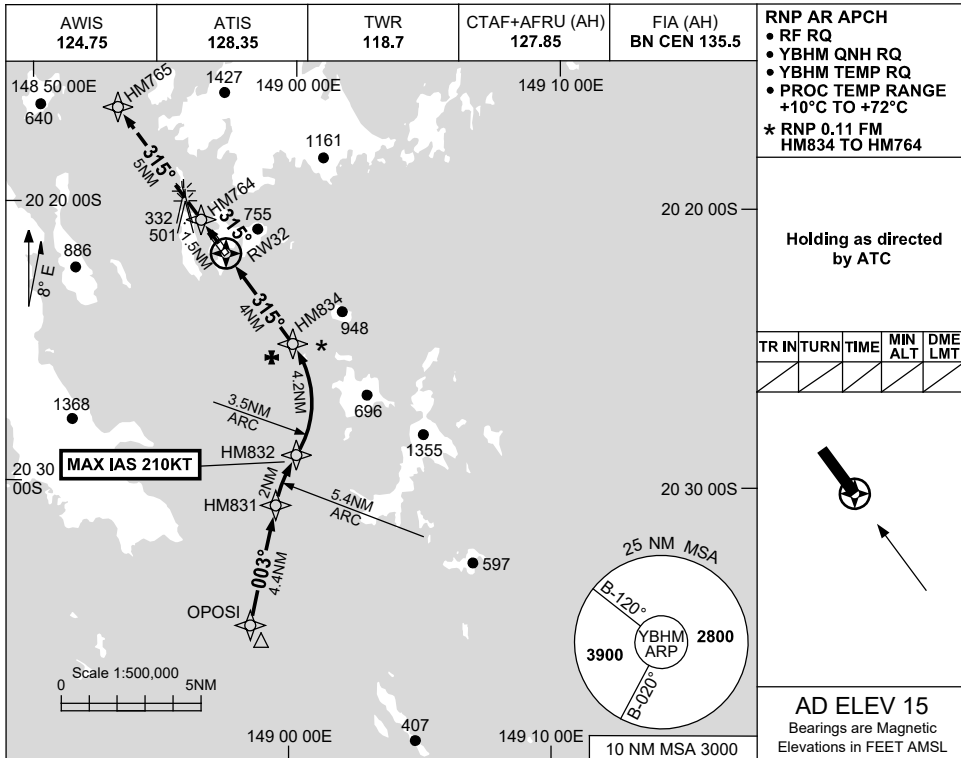 AWIS
124.75
ATIS
128.35
TWR
118.7
CTAF+AFRU (AH)
127.85
FIA (AH)
BN CEN 135.5
RNP AR APCH
• RF RQ
• YBHM QNH RQ
• YBHM TEMP RQ
• PROC TEMP RANGE
+10°C TO +72°C
* RNP 0.11 FM
HM834 TO HM764
Holding as directed
by ATC
TR IN
TURN
TIME
MIN
ALT
DME
LMT
AD ELEV 15
Bearings are Magnetic
Elevations in FEET AMSL
148 50 00E
HM765
1427
149 00 00E
149 10 00E
640
1161
315°
5NM
HM764
20 20 00S
332
501
315°
1.5NM
755
RW32
20 20 00S
886
8° E
315°
4NM
HM834
948
*
4.2NM
3.5NM
ARC
696
1368
1355
HM832
MAX IAS 210KT
20 30
00S
2NM
HM831
5.4NM
ARC
20 30 00S
003°
4.4NM
597
OPOSI
25 NM MSA
B-120°
YBHM
ARP
2800
3900
B-020°
Scale 1:500,000
0
5NM
407
149 00 00E
149 10 00E
10 NM MSA 3000